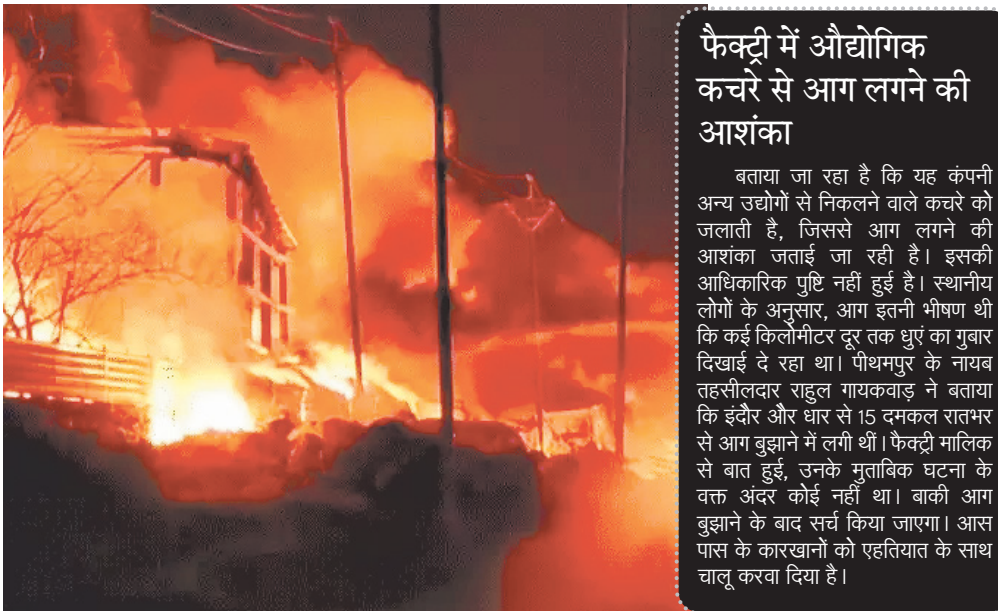 फैक्ट्री में औद्योगिक
कचरे से आग लगने की
आशंका
बताया जा रहा है कि यह कंपनी
अन्य उद्योगों से निकलने वाले कचरे को
जलाती है, जिससे आग लगने की
आशंका जताई जा रही है। इसकी
आधिकारिक पुष्टि नहीं हुई है। स्थानीय
लोगों के अनुसार, आग इतनी भीषण थी
कि कई किलोमीटर दूर तक धुएं का गुबार
दिखाई दे रहा था। पीथमपुर के नायब
तहसीलदार राहुल गायकवाड़ ने बताया
कि इंदौर और धार से 15 दमकल रातभर
से आग बुझाने में लगी थीं। फैक्ट्री मालिक
से बात हुई, उनके मुताबिक घटना के
वक्त अंदर कोई नहीं था। बाकी आग
बुझाने के बाद सर्च किया जाएगा। आस
पास के कारखानों को एहतियात के साथ
चालू करवा दिया है।